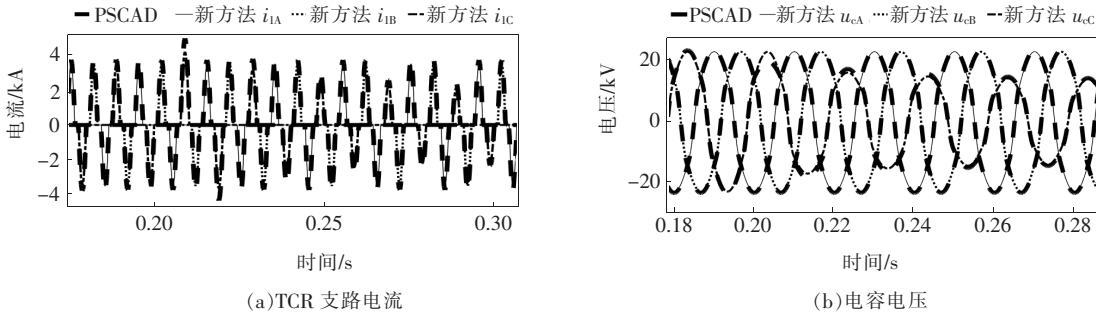 PSCAD 新方法 i1A 新方法 i1B 新方法 i1C
电流/kA
4
2
0
−2
−4
0.20 0.25 0.30
时间/s
(a)TCR 支路电流
PSCAD 新方法 ucA 新方法 ucB 新方法 ucC
电压/kV
20
0
−20
0.18 0.20 0.22 0.24 0.26 0.28
时间/s
(b)电容电压